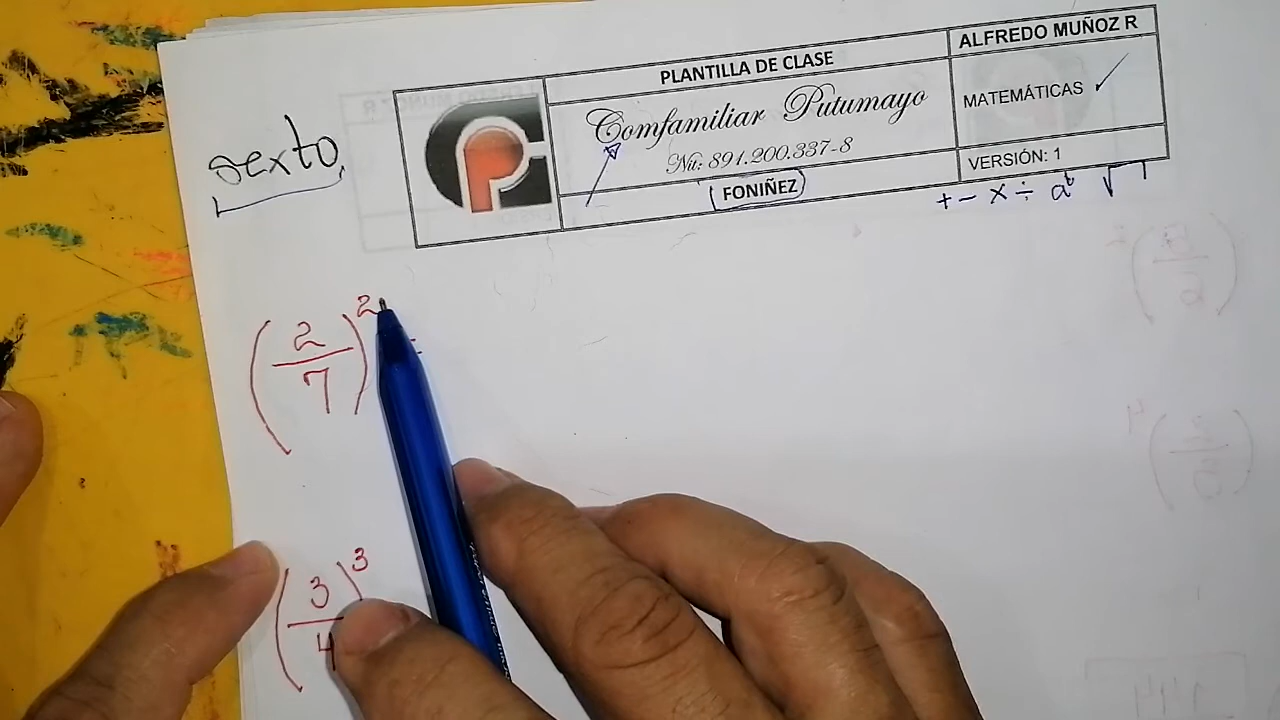 sexto
PLANTILLA DE CLASE
ALFREDO MUÑOZ R
Comfamiliar Putumayo
MATEMÁTICAS ✓
Nit: 891.200.337-8
(FONIÑEZ)
VERSIÓN: 1
+ - × ÷ aᵇ √
(2/7)² =
(3/4)³